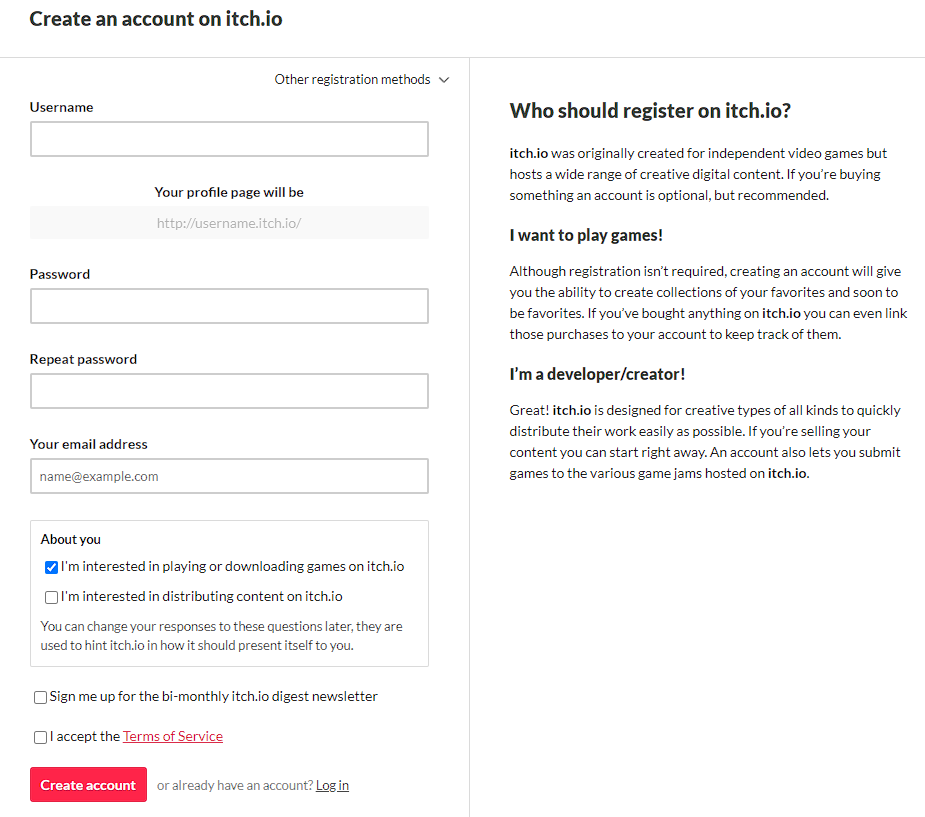 Create an account on itch.io
Other registration methods
Username
Your profile page will be
http://username.itch.io/
Password
Repeat password
Your email address
name@example.com
About you
I'm interested in playing or downloading games on itch.io
I'm interested in distributing content on itch.io
You can change your responses to these questions later, they are
used to hint itch.io in how it should present itself to you.
Sign me up for the bi-monthly itch.io digest newsletter
I accept the Terms of Service
Create account or already have an account? Log in
Who should register on itch.io?
itch.io was originally created for independent video games but
hosts a wide range of creative digital content. If you’re buying
something an account is optional, but recommended.
I want to play games!
Although registration isn’t required, creating an account will give
you the ability to create collections of your favorites and soon to
be favorites. If you’ve bought anything on itch.io you can even link
those purchases to your account to keep track of them.
I’m a developer/creator!
Great! itch.io is designed for creative types of all kinds to quickly
distribute their work easily as possible. If you’re selling your
content you can start right away. An account also lets you submit
games to the various game jams hosted on itch.io.